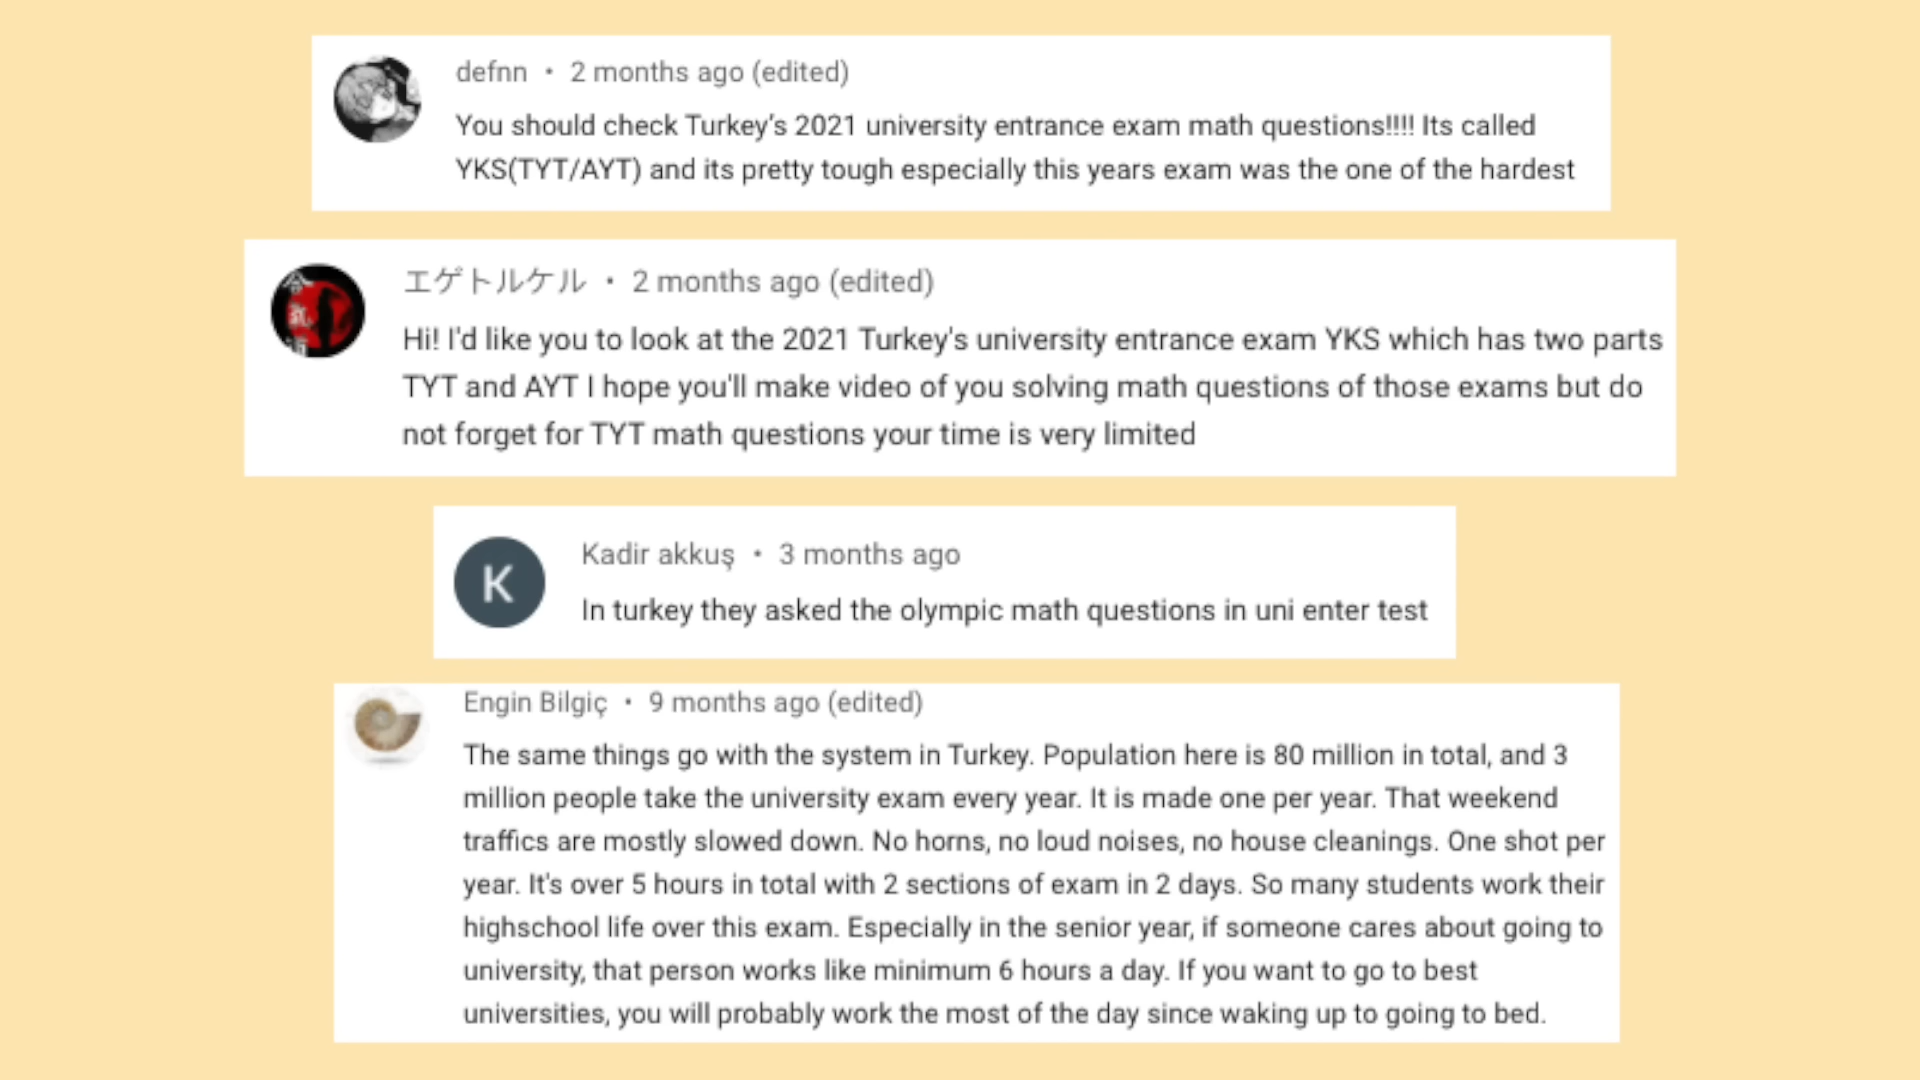 defnn • 2 months ago (edited)
You should check Turkey's 2021 university entrance exam math questions!!!! Its called
YKS(TYT/AYT) and its pretty tough especially this years exam was the one of the hardest
エゲトルケル • 2 months ago (edited)
Hi! I'd like you to look at the 2021 Turkey's university entrance exam YKS which has two parts
TYT and AYT I hope you'll make video of you solving math questions of those exams but do
not forget for TYT math questions your time is very limited
K
Kadir akkuş • 3 months ago
In turkey they asked the olympic math questions in uni enter test
Engin Bilgiç • 9 months ago (edited)
The same things go with the system in Turkey. Population here is 80 million in total, and 3
million people take the university exam every year. It is made one per year. That weekend
traffics are mostly slowed down. No horns, no loud noises, no house cleanings. One shot per
year. It's over 5 hours in total with 2 sections of exam in 2 days. So many students work their
highschool life over this exam. Especially in the senior year, if someone cares about going to
university, that person works like minimum 6 hours a day. If you want to go to best
universities, you will probably work the most of the day since waking up to going to bed.